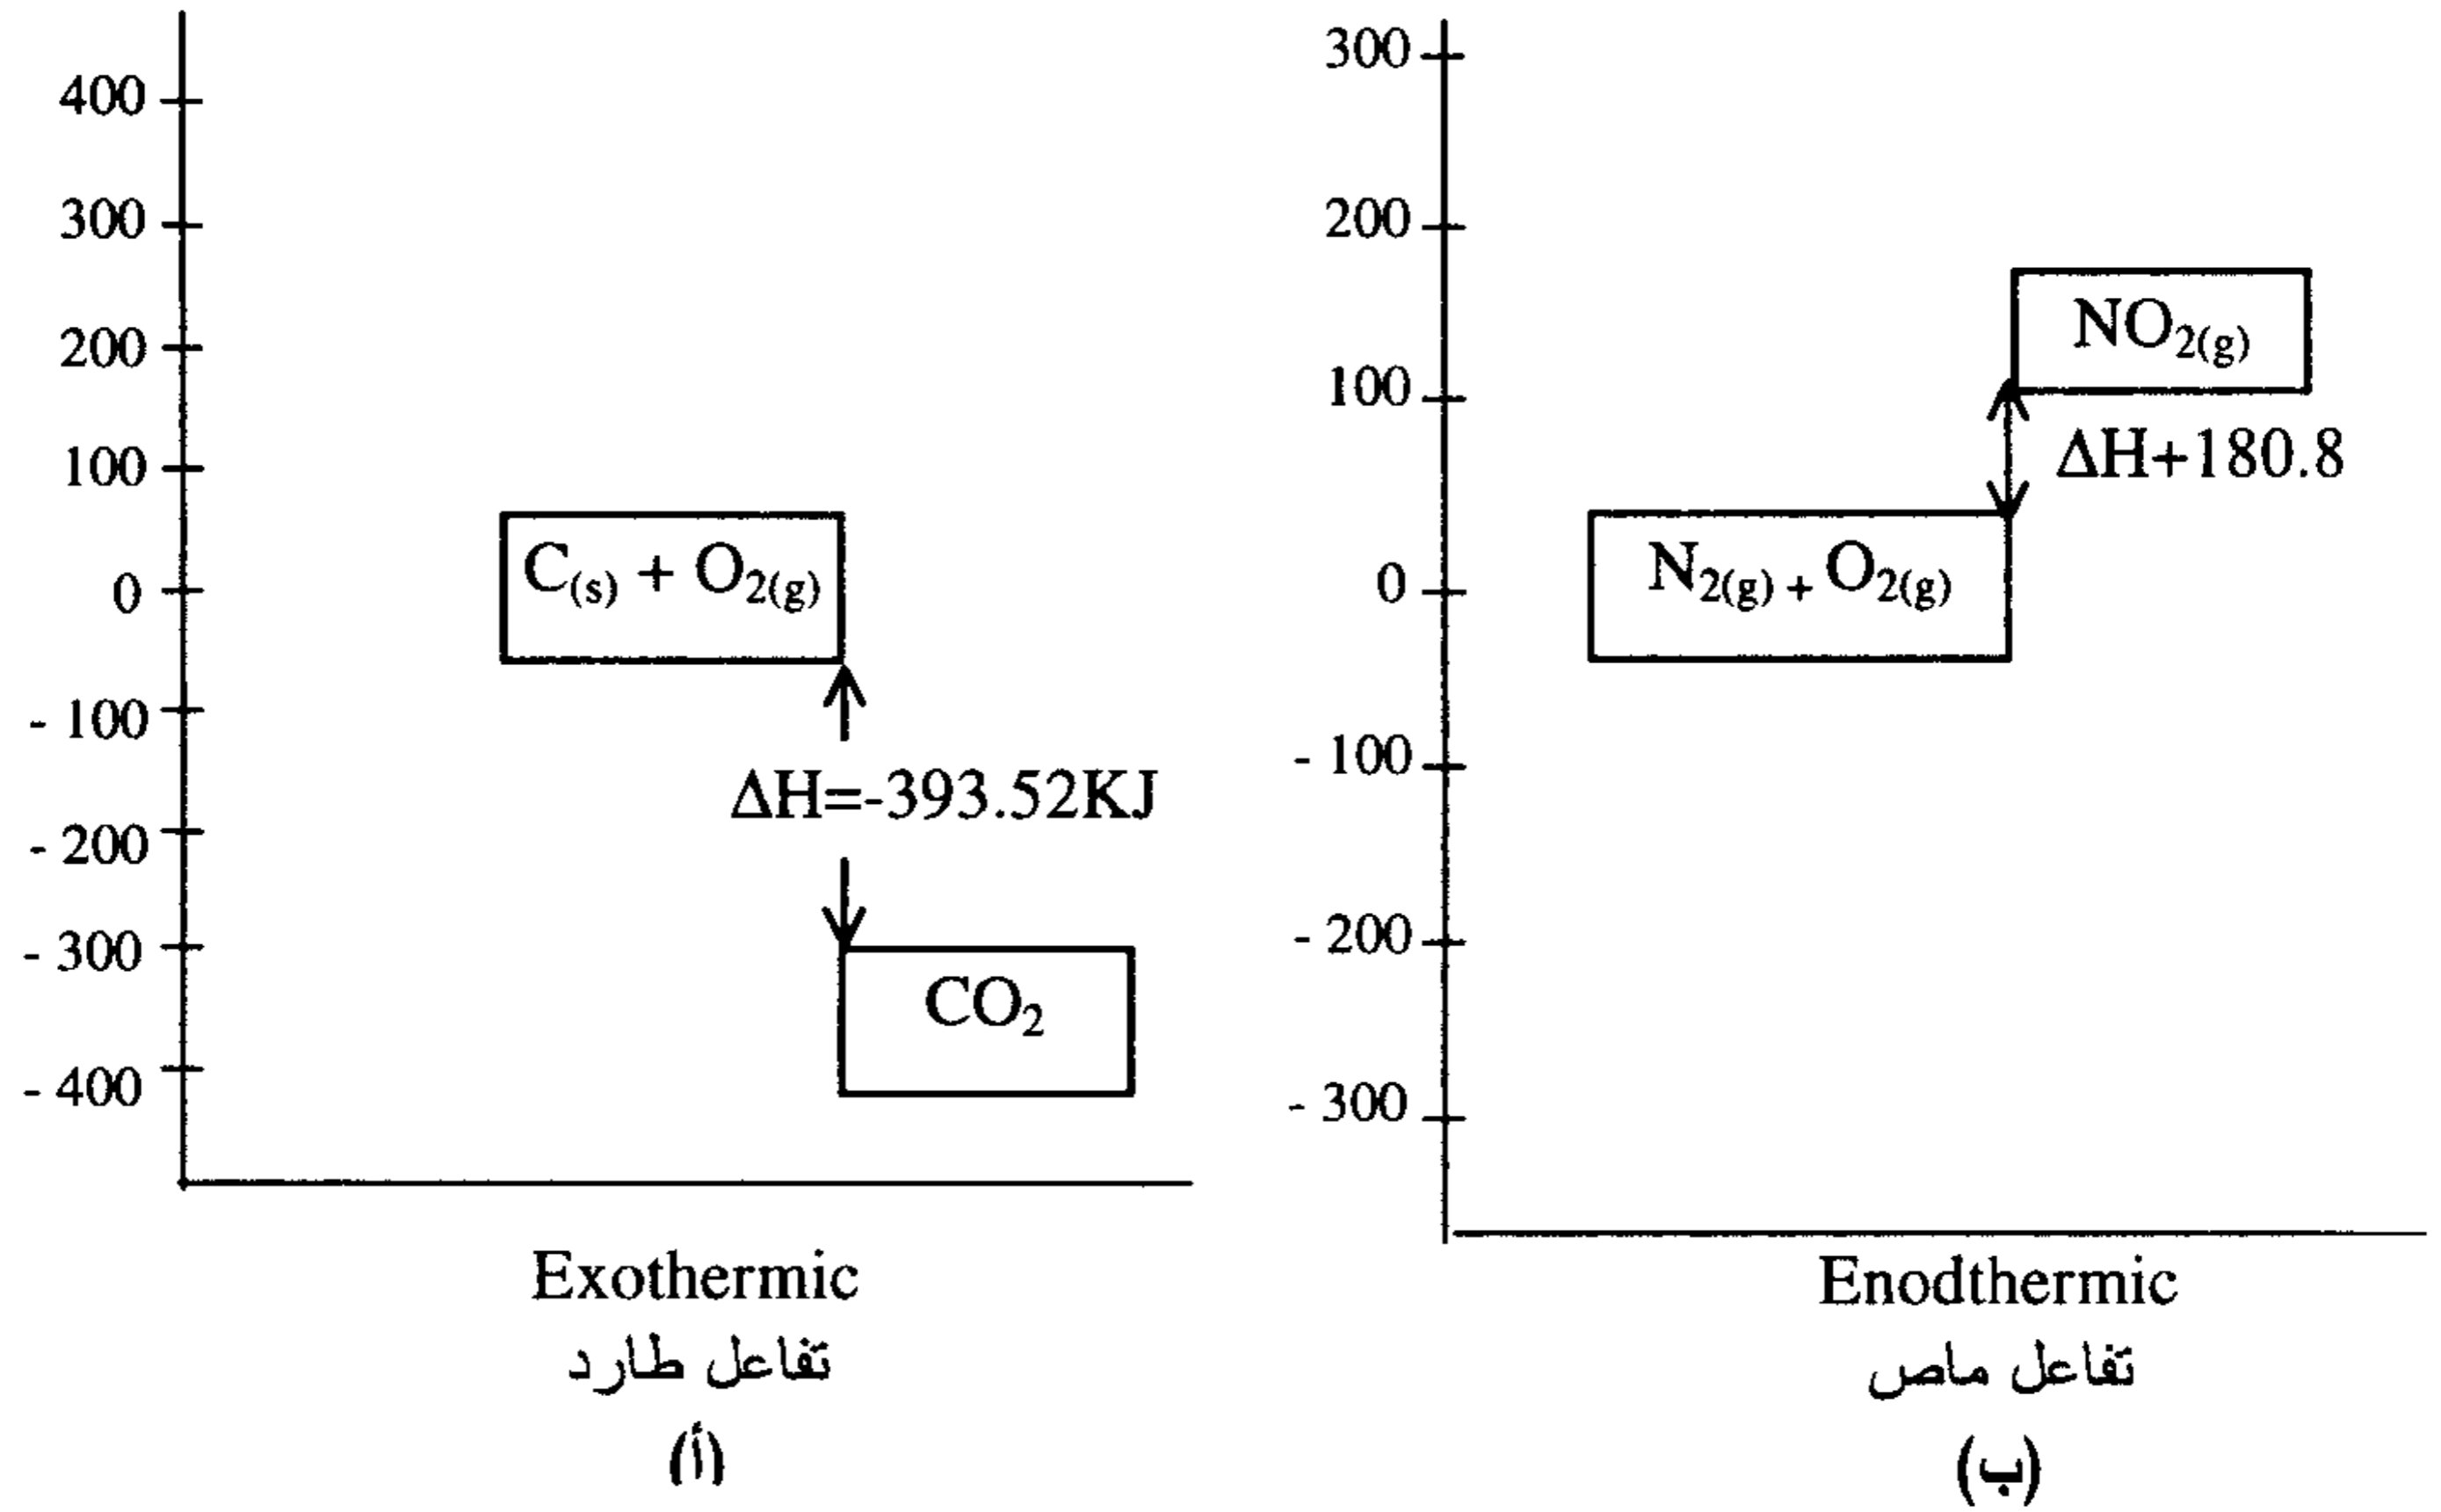 400
300
200
100
0
- 100
- 200
- 300
- 400
C(s) + O2(g)
ΔH=-393.52KJ
CO2
Exothermic
تفاعل طارد
(أ)
300
200
100
0
- 100
- 200
- 300
NO2(g)
ΔH+180.8
N2(g) + O2(g)
Enodthermic
تفاعل ماص
(ب)